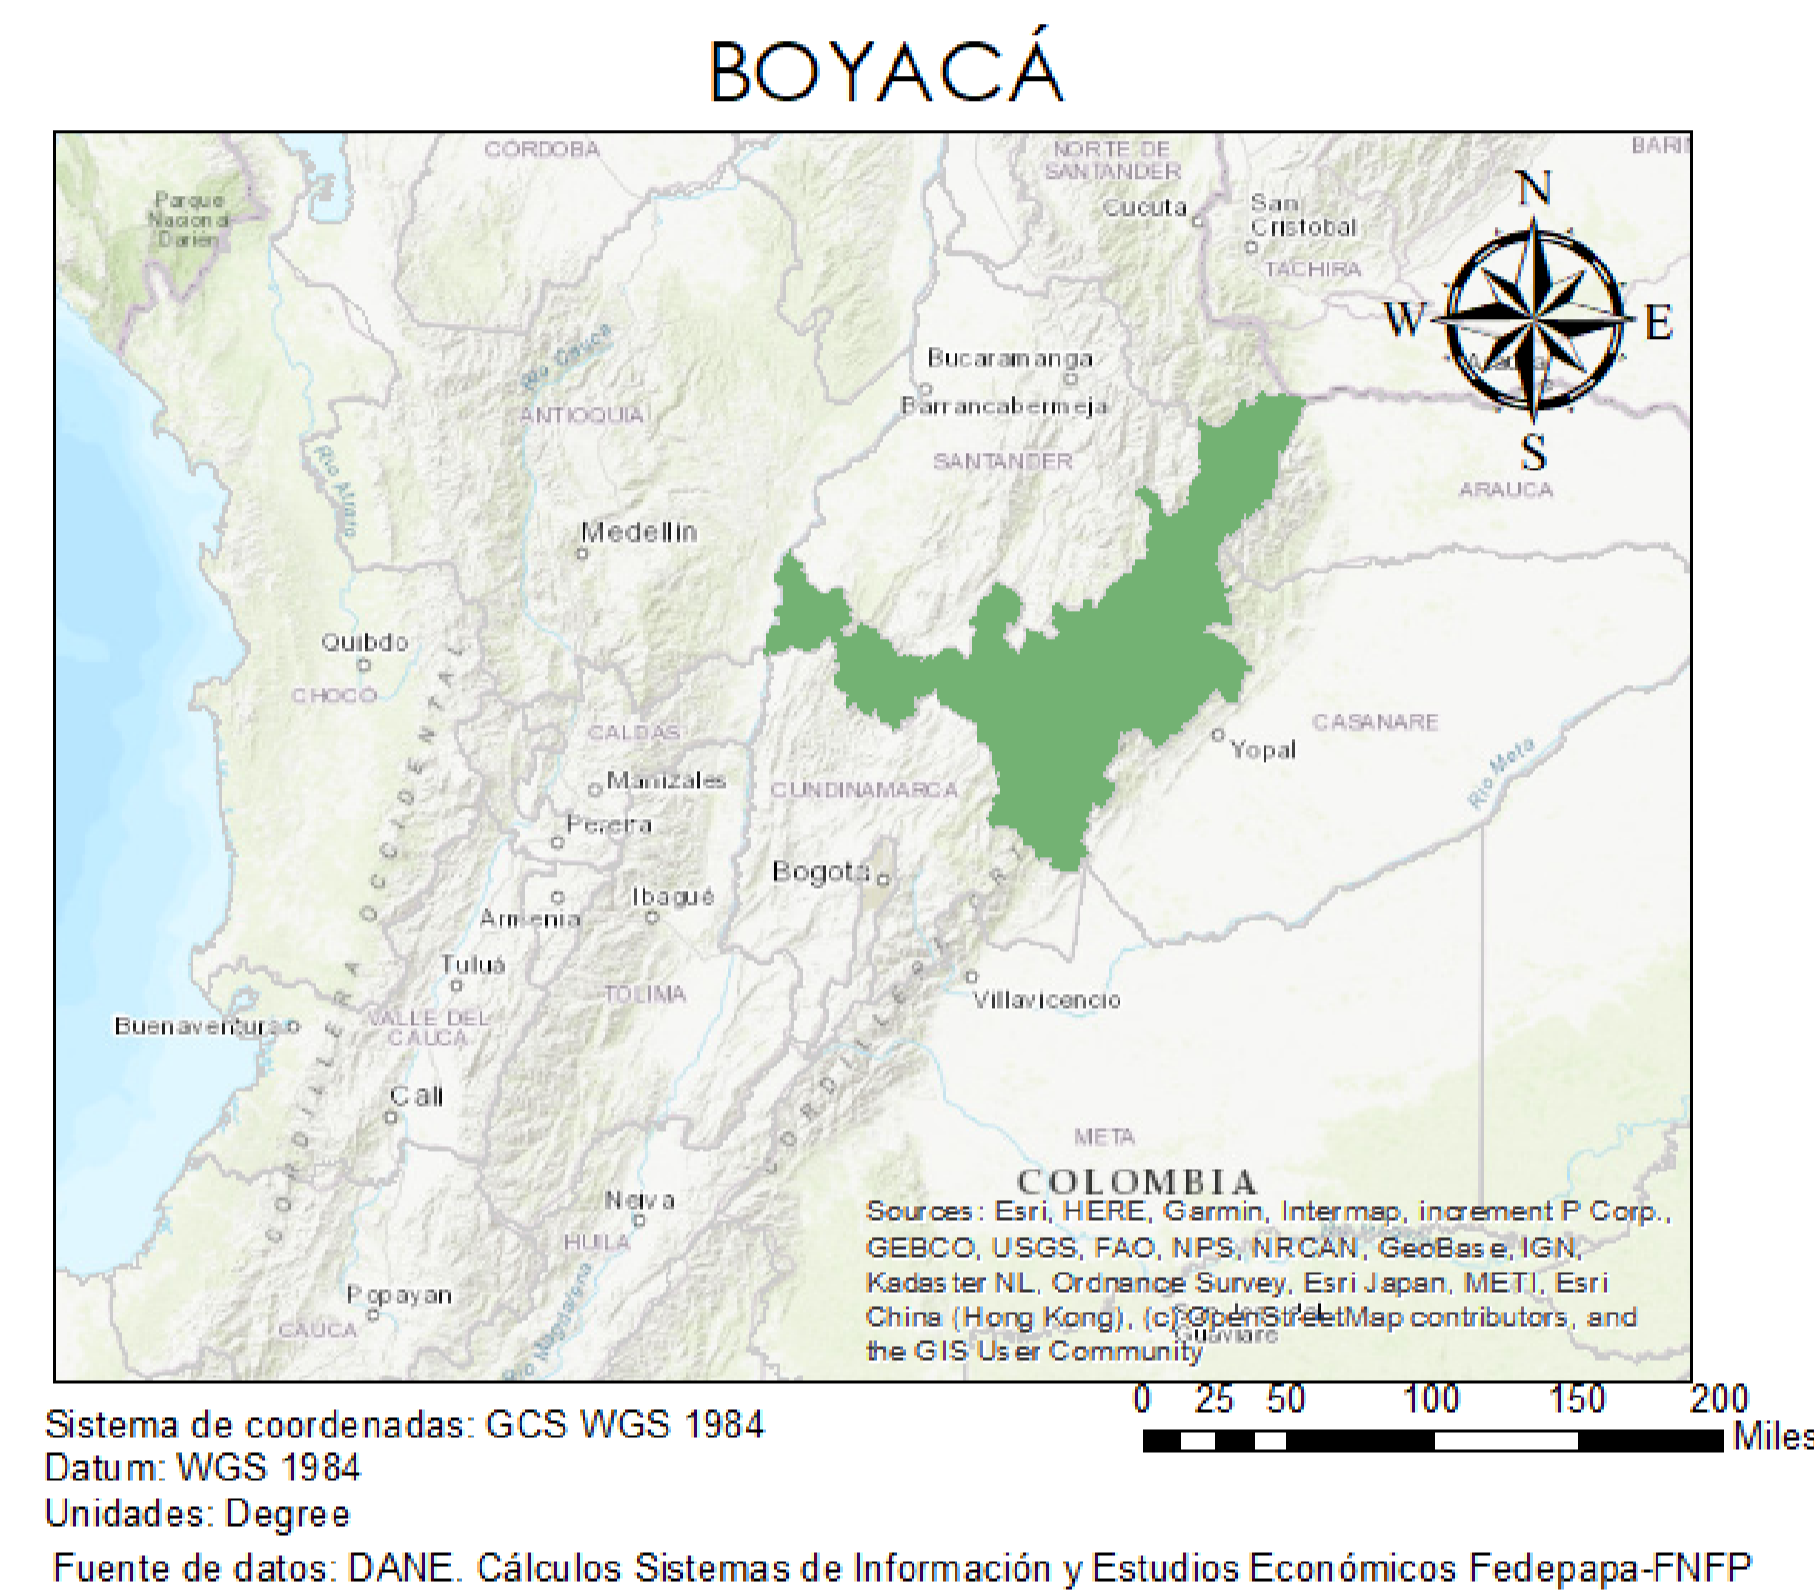 BOYACÁ
CORDOBA
NORTE DE
SANTANDER
Parque
Naciona
Darién
Cucuta
San
Cristobal
TACHIRA
N
W
E
S
Rio Cauca
Bucaramanga
Barrancabermeja
ANTIOQUIA
SANTANDER
Rio Atrato
ARAUCA
Medellin
Quibdo
CHOCO
CALDAS
CASANARE
Yopal
Rio Meta
Manizales
CUNDINAMARCA
Pereira
Bogota
Ibagué
Armenia
Tuluá
TOLIMA
Villavicencio
Buenaventura
VALLE DEL
CAUCA
CORDILLERA OCCIDENTAL
Cali
META
COLOMBIA
Neiva
HUILA
Rio Magdalena
Popayan
CAUCA
Sources: Esri, HERE, Garmin, Intermap, increment P Corp.,
GEBCO, USGS, FAO, NPS, NRCAN, GeoBase, IGN,
Kadaster NL, Ordnance Survey, Esri Japan, METI, Esri
China (Hong Kong), (c) OpenStreetMap contributors, and
the GIS User Community
0 25 50 100 150 200
Miles
Sistema de coordenadas: GCS WGS 1984
Datum: WGS 1984
Unidades: Degree
Fuente de datos: DANE. Cálculos Sistemas de Información y Estudios Económicos Fedepapa-FNFP